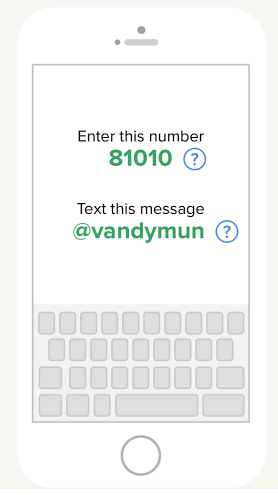 Enter this number
81010 ?
Text this message
@vandymun ?